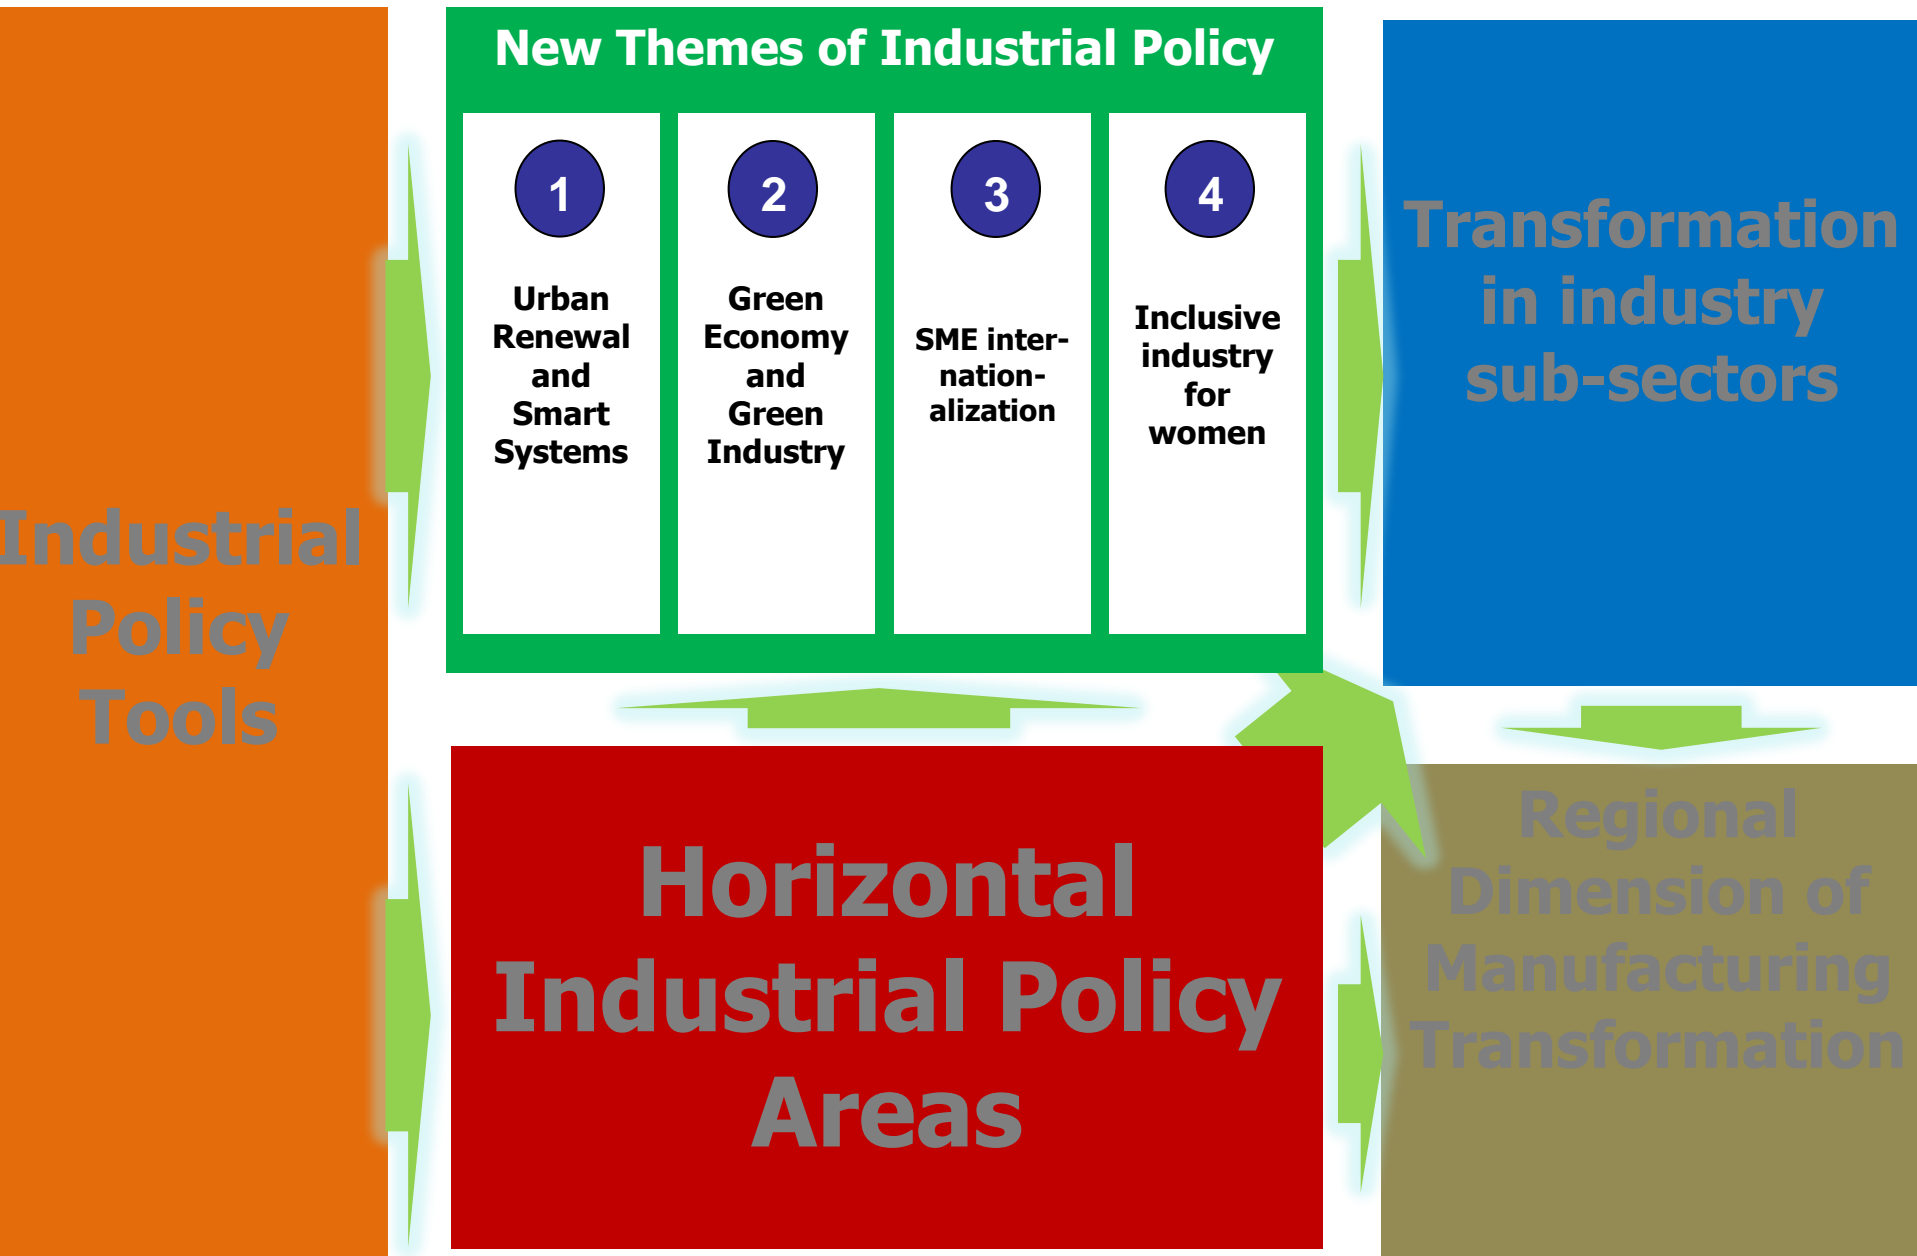 Industrial
Policy
Tools
New Themes of Industrial Policy
1
Urban
Renewal
and
Smart
Systems
2
Green
Economy
and
Green
Industry
3
SME inter-
nation-
alization
4
Inclusive
industry
for
women
Transformation
in industry
sub-sectors
Horizontal
Industrial Policy
Areas
Regional
Dimension of
Manufacturing
Transformation